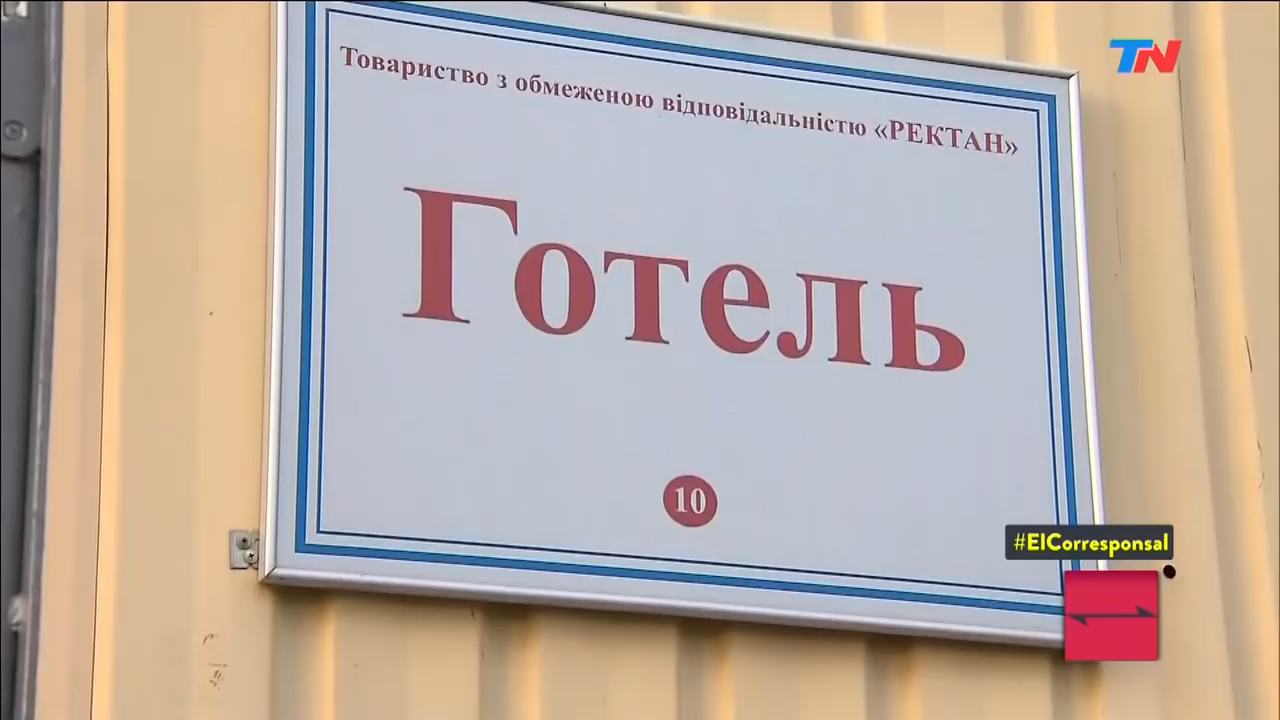 TN
Товариство з обмеженою відповідальністю «РЕКТАН»
Готель
10
#ElCorresponsal